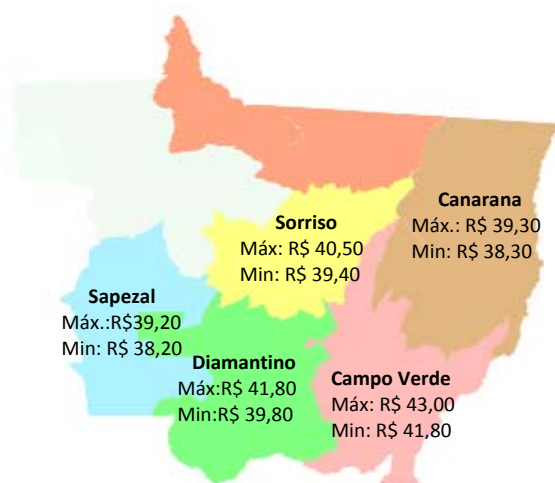 Canarana
Máx.: R$ 39,30
Min: R$ 38,30
Sorriso
Máx: R$ 40,50
Min: R$ 39,40
Sapezal
Máx.:R$39,20
Min: R$ 38,20
Diamantino
Máx:R$ 41,80
Min:R$ 39,80
Campo Verde
Máx: R$ 43,00
Min: R$ 41,80